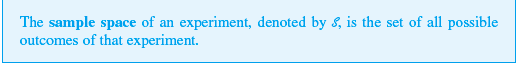 The sample space of an experiment, denoted by 𝒮, is the set of all possible
outcomes of that experiment.